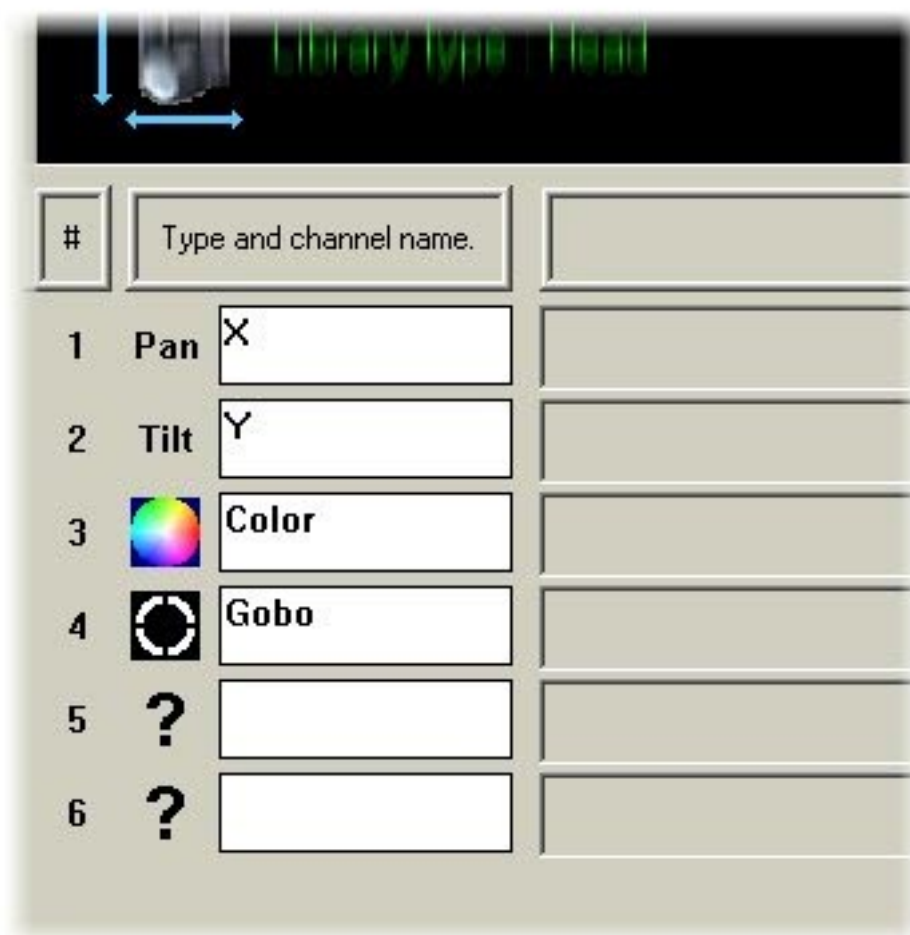 Library type : Head
#
Type and channel name.
1 Pan X
2 Tilt Y
3 Color
4 Gobo
5 ?
6 ?